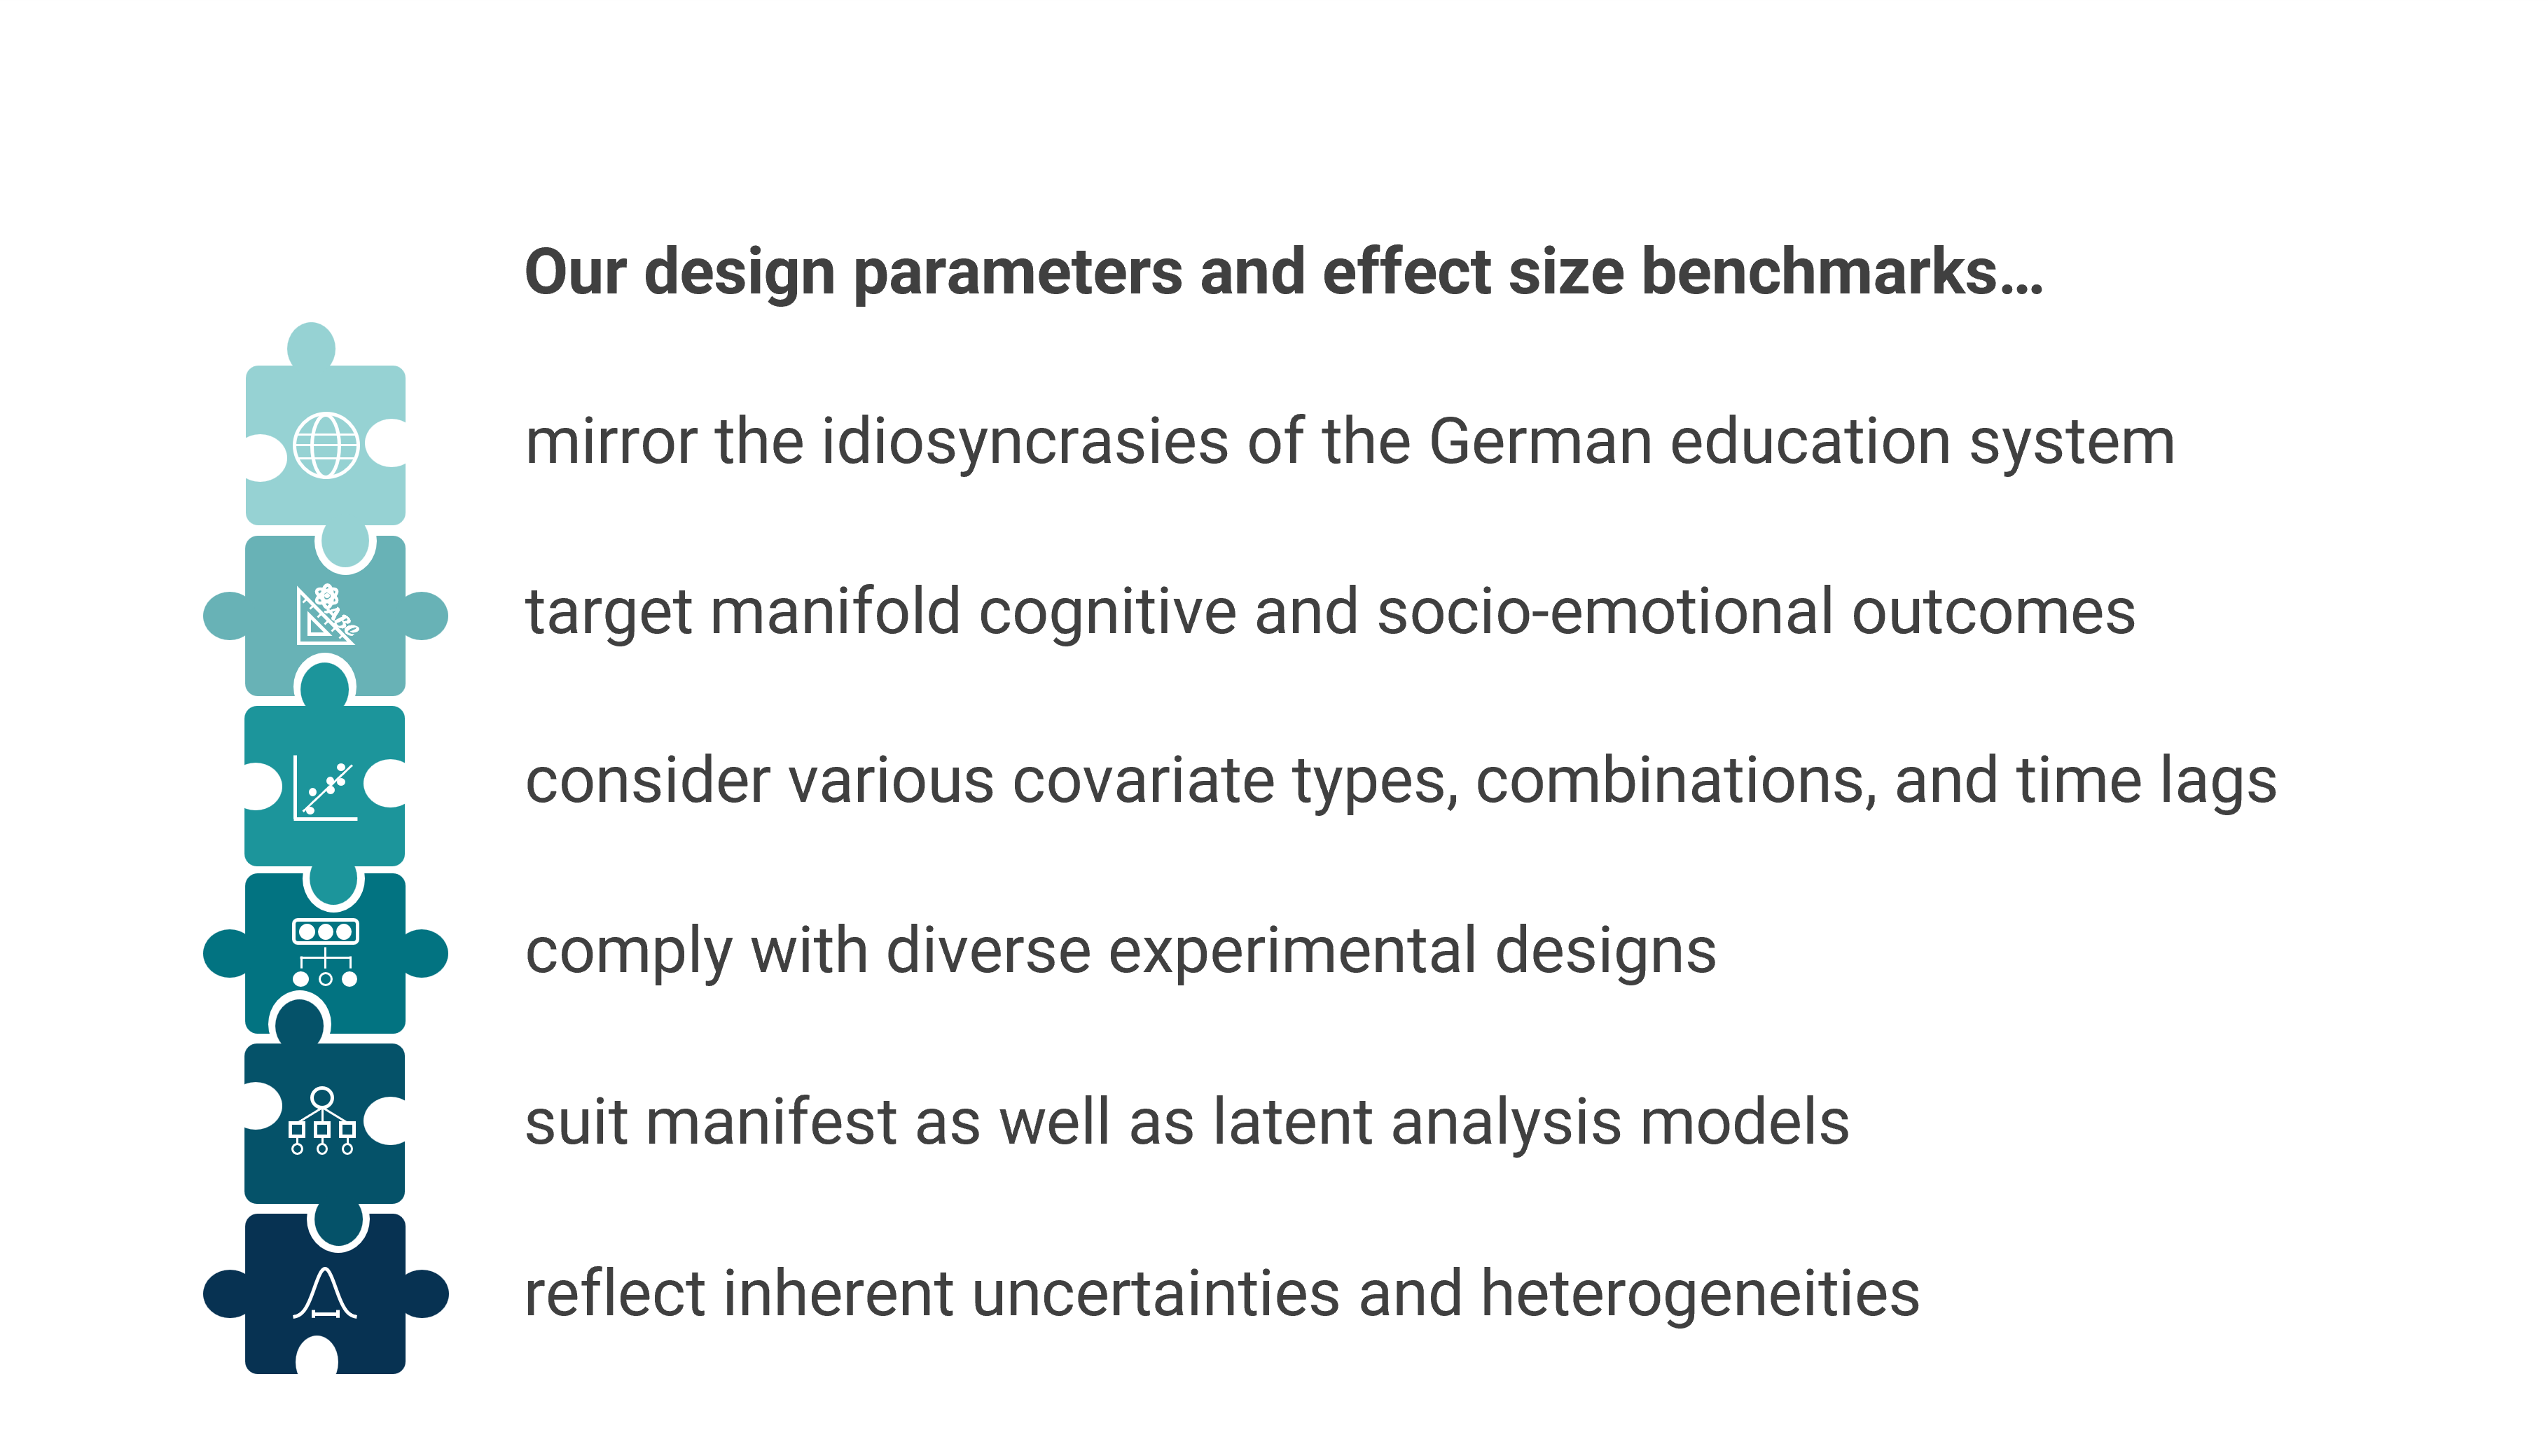 Our design parameters and effect size benchmarks…
mirror the idiosyncrasies of the German education system
target manifold cognitive and socio-emotional outcomes
ABC
consider various covariate types, combinations, and time lags
comply with diverse experimental designs
suit manifest as well as latent analysis models
reflect inherent uncertainties and heterogeneities